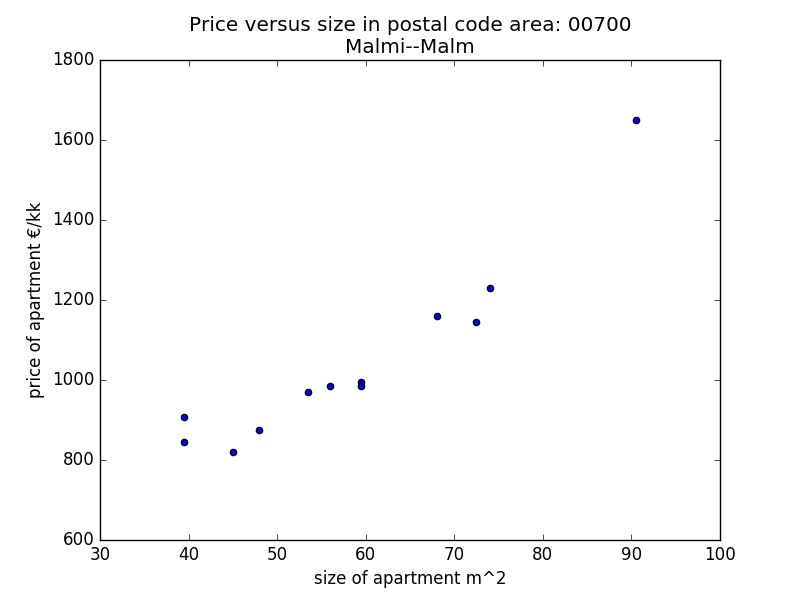 Price versus size in postal code area: 00700
Malmi--Malm
1800
1600
1400
1200
1000
800
600
price of apartment €/kk
30 40 50 60 70 80 90 100
size of apartment m^2